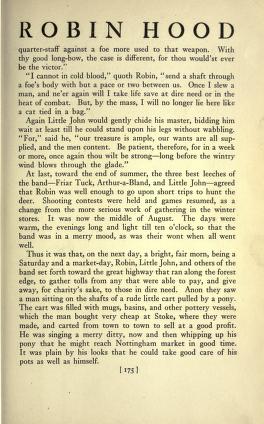 ROBIN HOOD
quarter-staff against a foe more used to that weapon. With
thy good long-bow, the case is different, for thou would'st ever
be the victor."
"I cannot in cold blood," quoth Robin, "send a shaft through
a foe's body with but a pace or two between us. Once I slew a
man, and ne'er again will I take life save at dire need or in the
heat of combat. But, by the mass, I will no longer lie here like
a cat tied in a bag."
Again Little John would gently chide his master, bidding him
wait at least till he could stand upon his legs without wabbling.
"For," said he, "our treasure is ample, our wants are all sup-
plied, and the men content. Be patient, therefore, for in a week
or more, once again thou wilt be strong—long before the wintry
wind blows through the glade."
At last, toward the end of summer, the three best leeches of
the band—Friar Tuck, Arthur-a-Bland, and Little John—agreed
that Robin was well enough to go upon short trips to hunt the
deer. Shooting contests were held and games resumed, as a
change from the more serious work of gathering in the winter
stores. It was now the middle of August. The days were
warm, the evenings long and light till ten o'clock, so that the
band was in a merry mood, as was their wont when all went
well.
Thus it was that, on the next day, a bright, fair morn, being a
Saturday and a market-day, Robin, Little John, and others of the
band set forth toward the great highway that ran along the forest
edge, to gather tolls from any that were able to pay, and give
away, for charity's sake, to those in dire need. Anon they saw
a man sitting on the shafts of a rude little cart pulled by a pony.
The cart was filled with mugs, basins, and other pottery vessels,
which the man bought very cheap at Stoke, where they were
made, and carried from town to town to sell at a good profit.
He was singing a merry ditty, now and then whipping up his
pony that he might reach Nottingham market in good time.
It was plain by his looks that he could take good care of his
pots as well as himself.
[175]